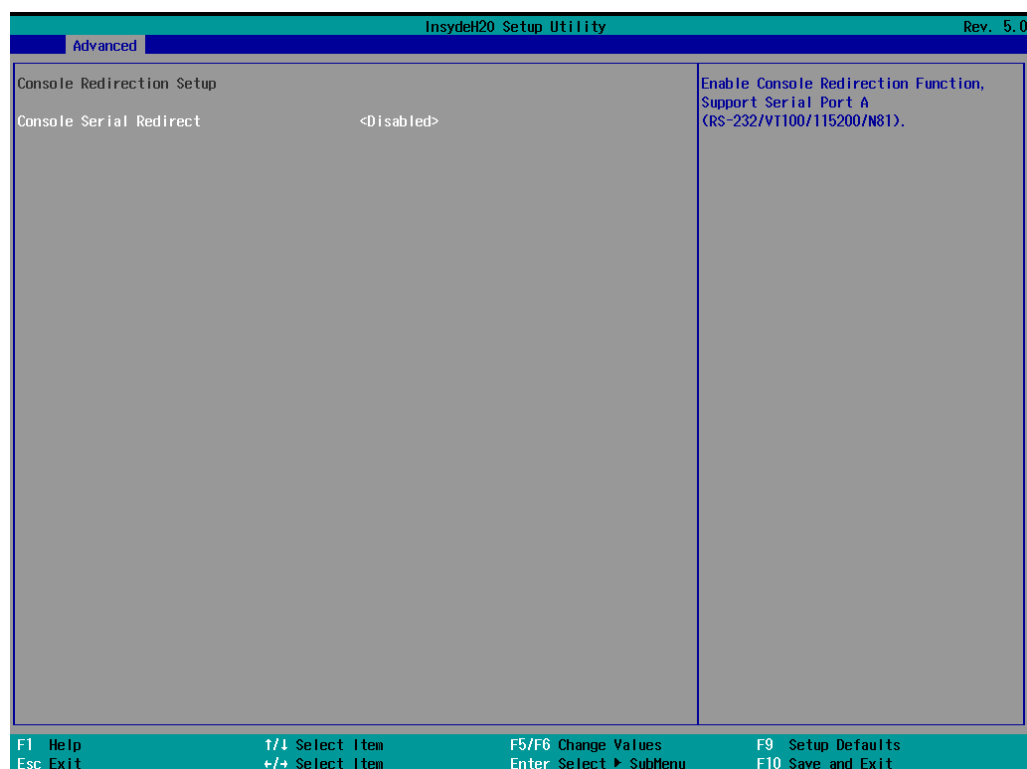 InsydeH2O Setup Utility Rev. 5.0
Advanced
Console Redirection Setup
Console Serial Redirect <Disabled>
Enable Console Redirection Function,
Support Serial Port A
(RS-232/VT100/115200/N81).
F1 Help ↑/↓ Select Item F5/F6 Change Values F9 Setup Defaults
Esc Exit ←/→ Select Item Enter Select ▶ SubMenu F10 Save and Exit